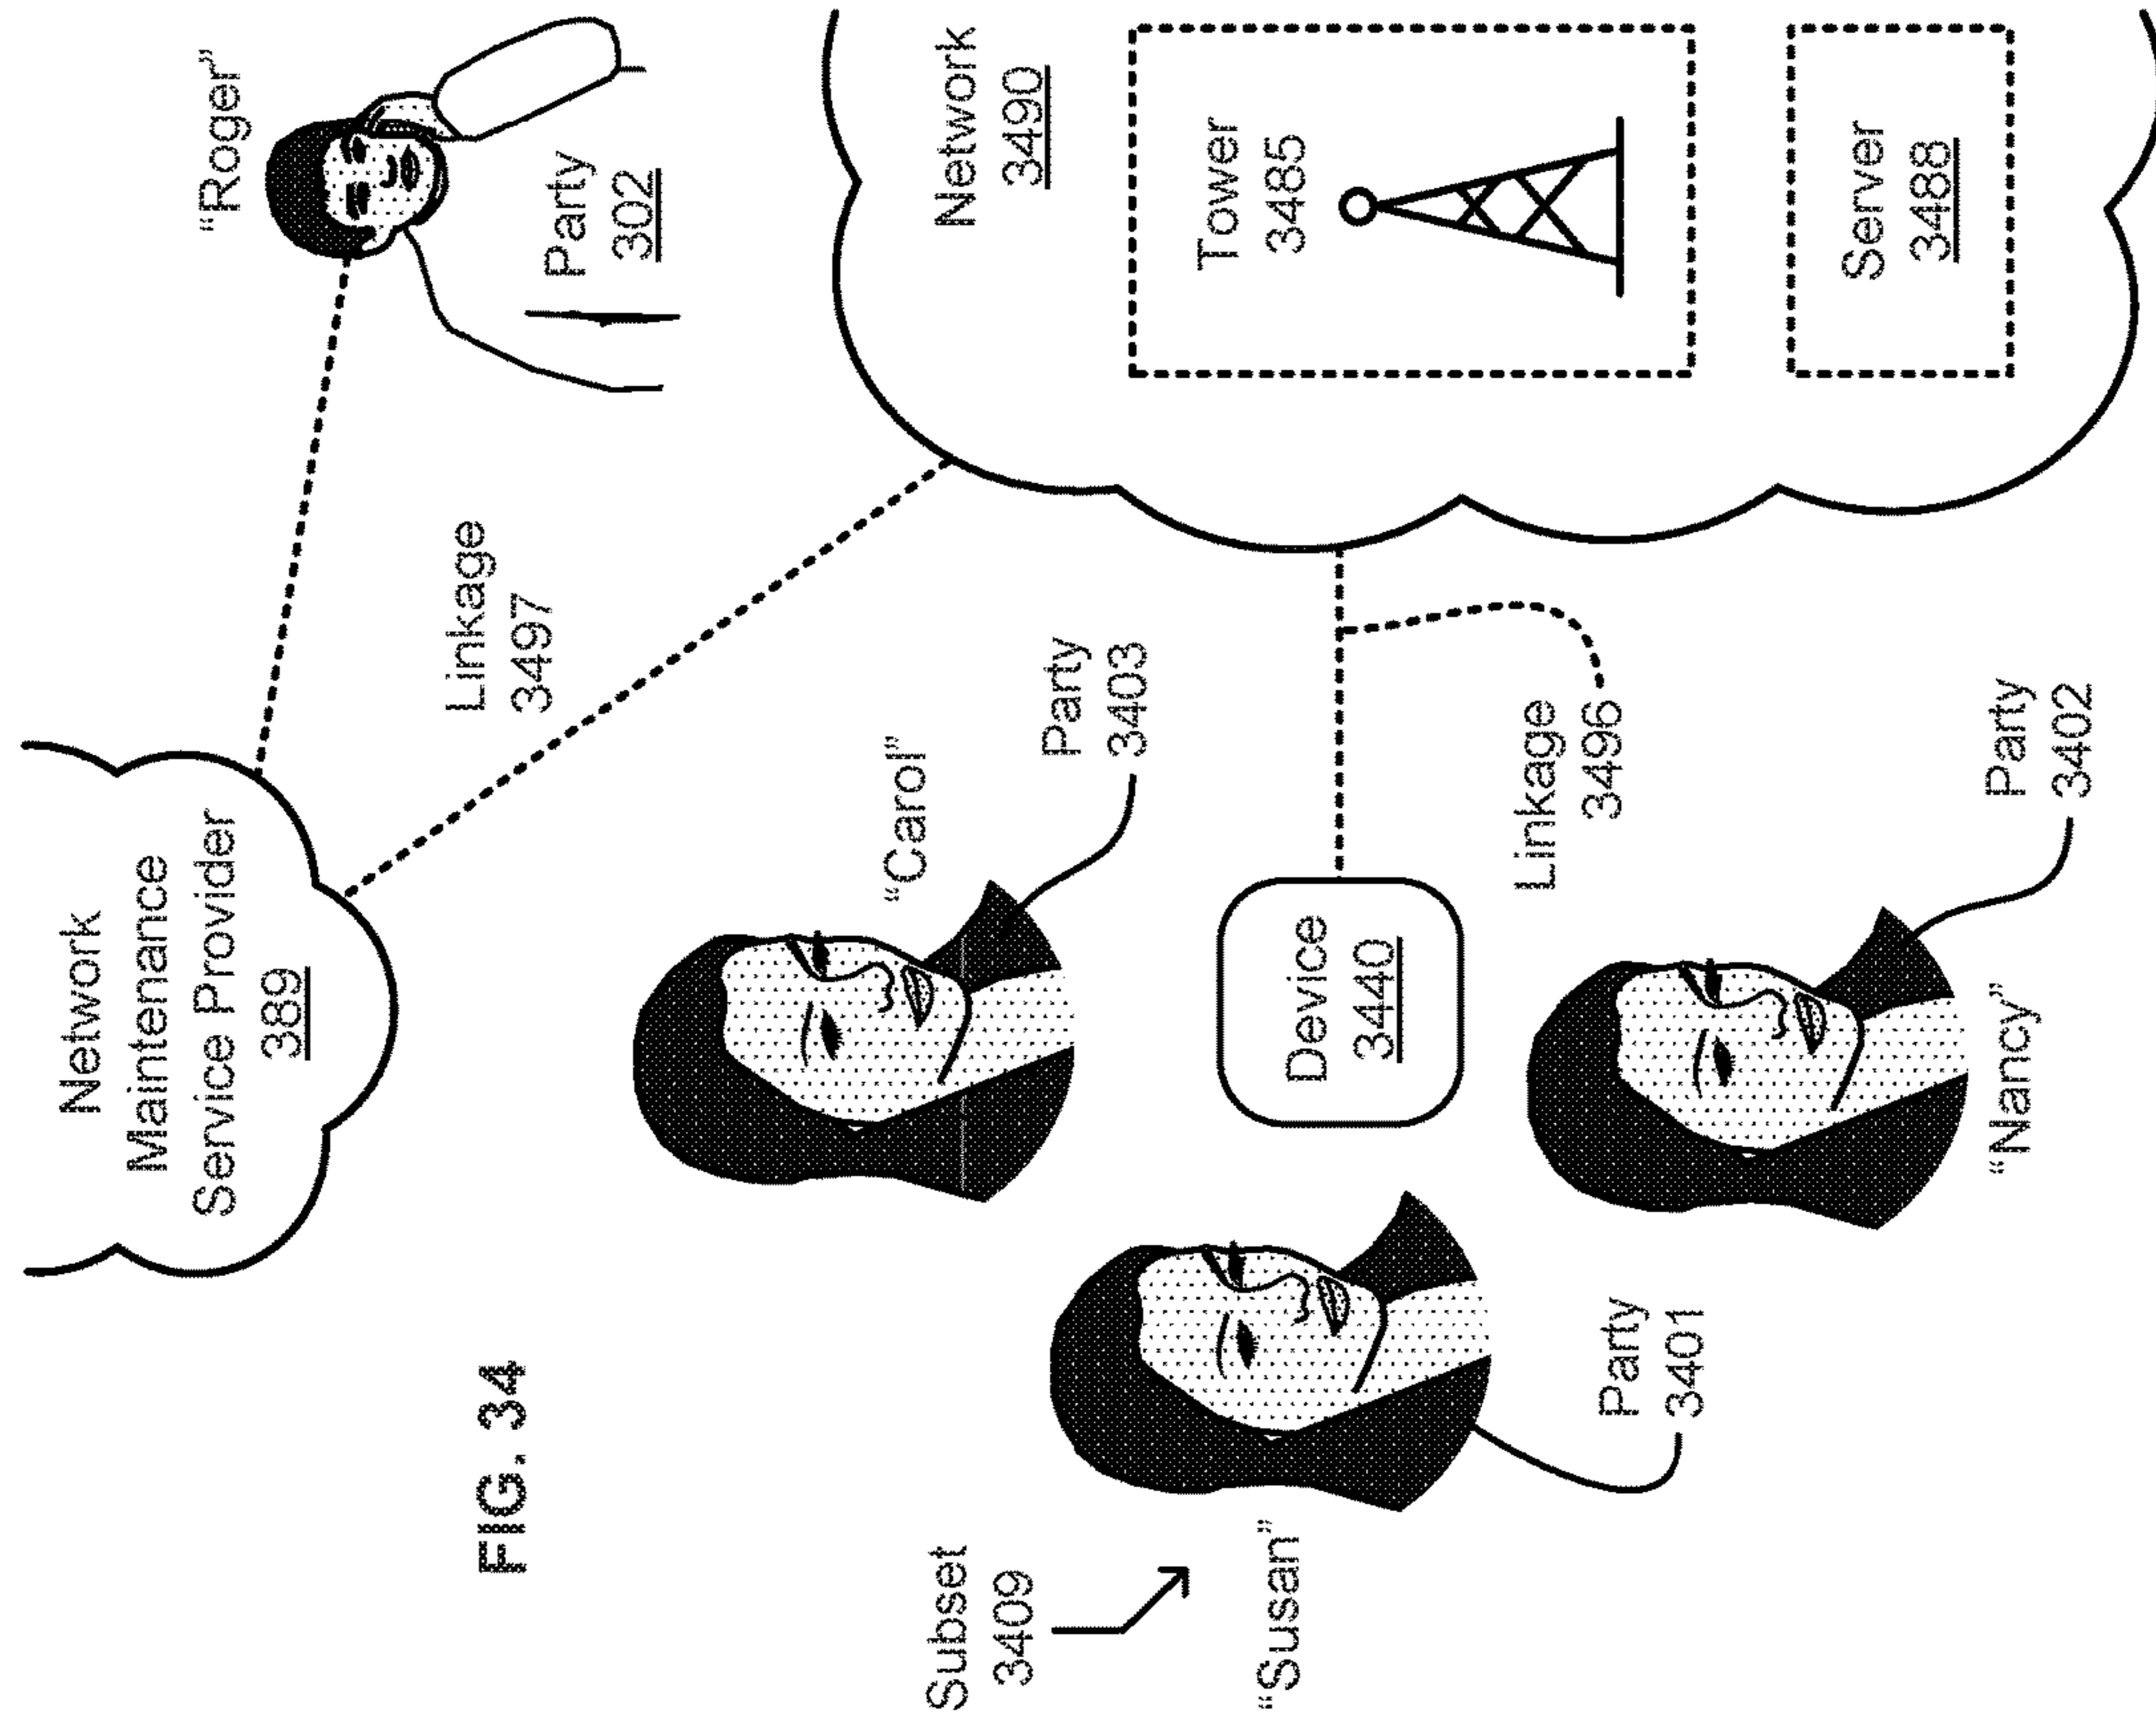 FIG. 34
Network
Maintenance
Service Provider
389
“Roger”
Party
302
Linkage
3497
Network
3490
Tower
3485
Server
3488
“Carol”
Party
3403
Subset
3409
“Susan”
Party
3401
Device
3440
Linkage
3496
“Nancy”
Party
3402